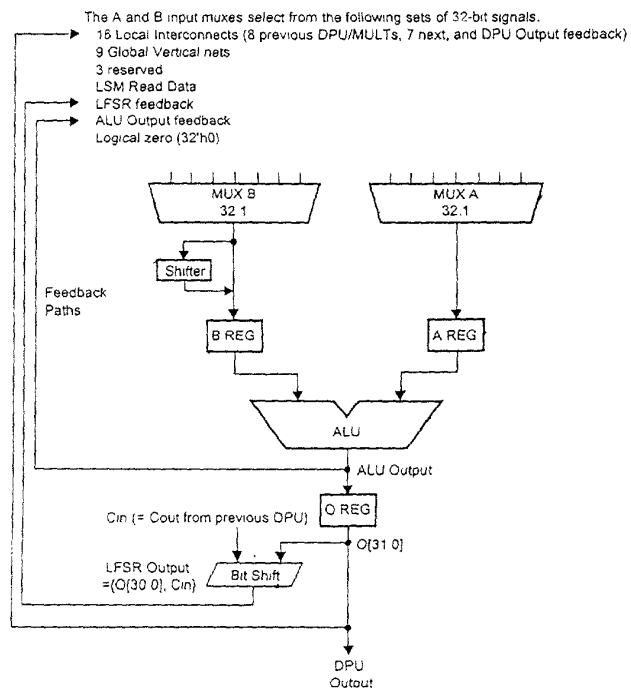 The A and B input muxes select from the following sets of 32-bit signals.
16 Local Interconnects (8 previous DPU/MULTs, 7 next, and DPU Output feedback)
9 Global Vertical nets
3 reserved
LSM Read Data
LFSR feedback
ALU Output feedback
Logical zero (32'h0)
MUX B
32 1
MUX A
32.1
Shifter
Feedback
Paths
B REG
A REG
ALU
ALU Output
O REG
Cin (= Cout from previous DPU)
O[31 0]
LFSR Output
=(O[30 0], Cin)
Bit Shift
DPU
Output